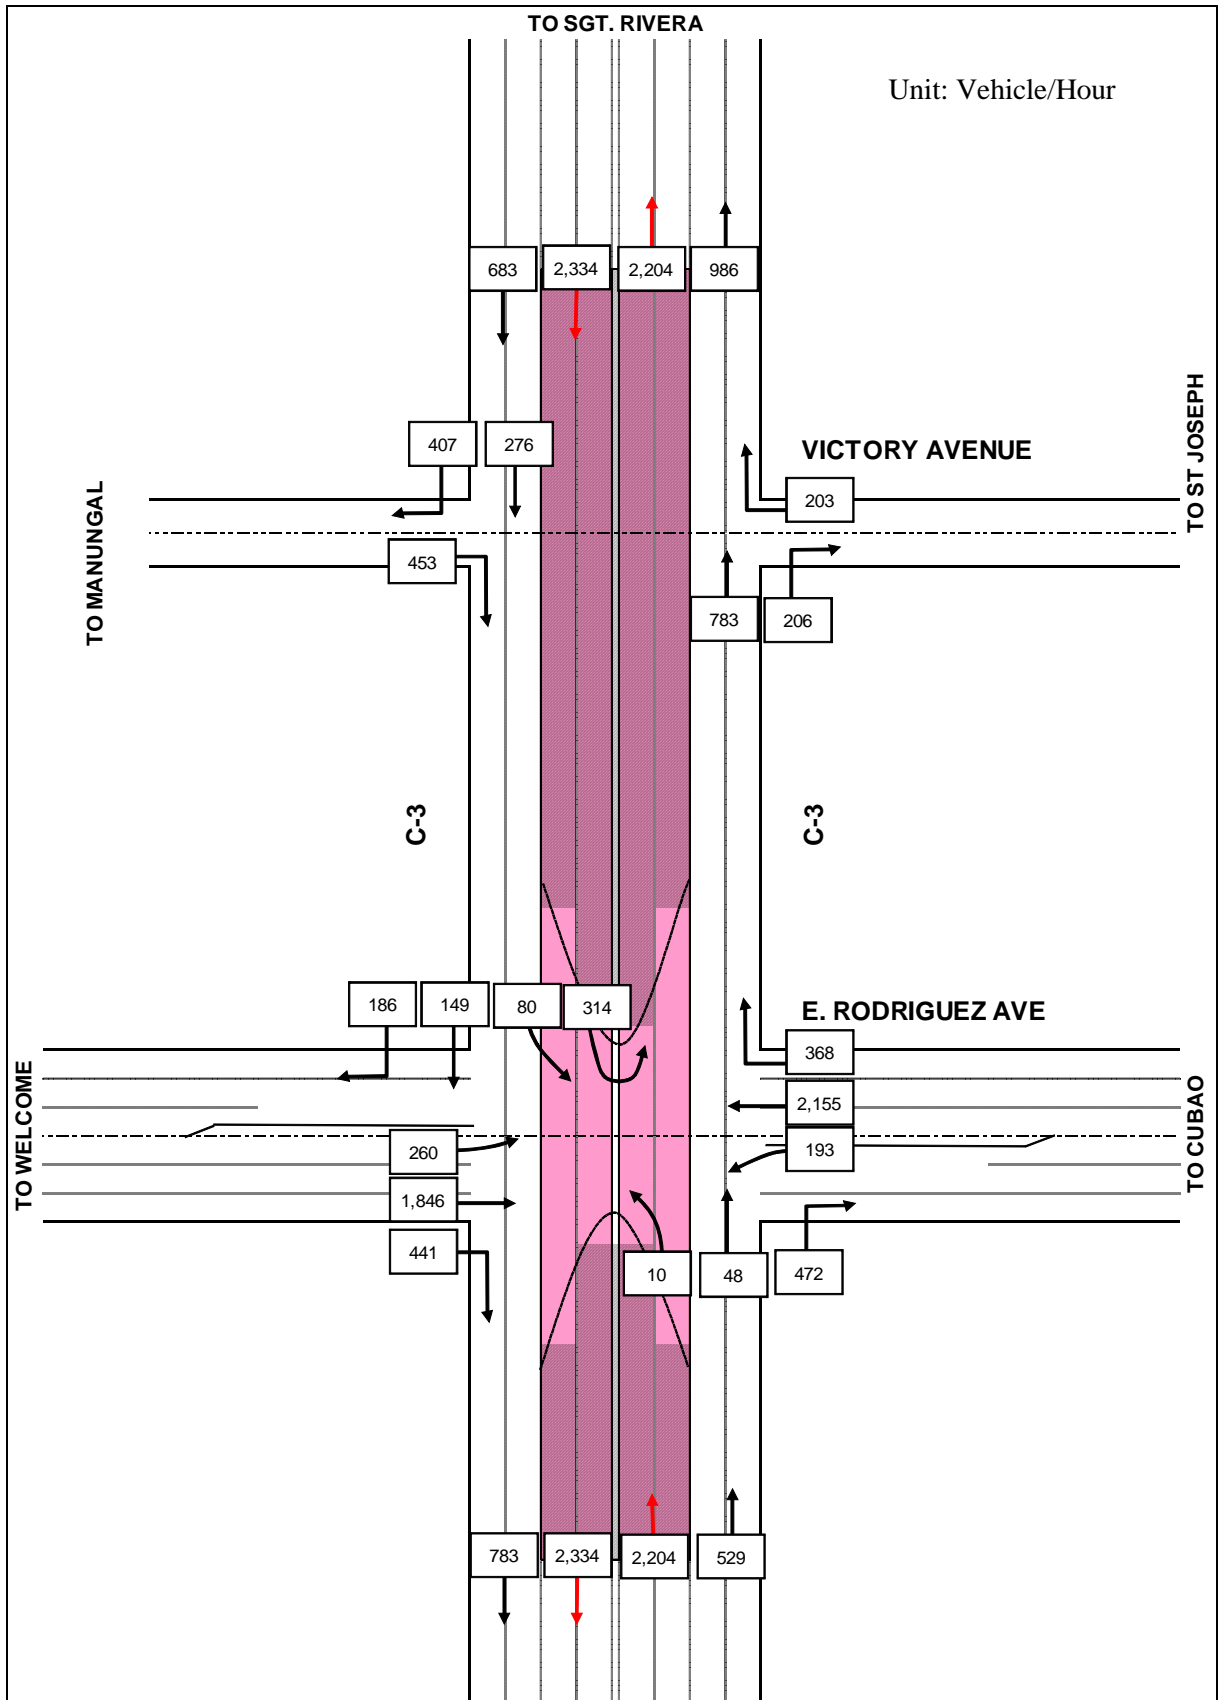 TO SGT. RIVERA
Unit: Vehicle/Hour
683
2,334
2,204
986
407
276
VICTORY AVENUE
TO ST JOSEPH
203
TO MANUNGAL
453
783
206
C-3
C-3
186
149
80
314
E. RODRIGUEZ AVE
368
TO WELCOME
2,155
TO CUBAO
260
193
1,846
441
10
48
472
783
2,334
2,204
529